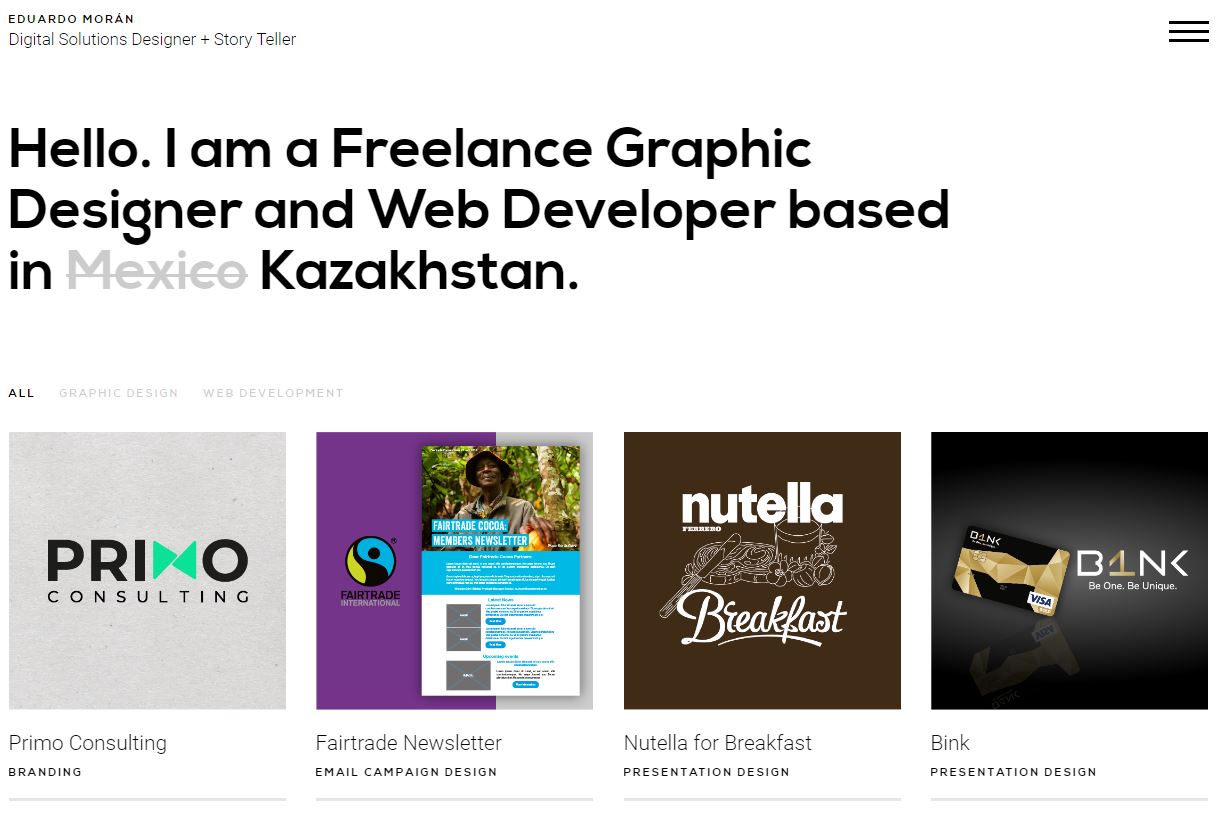 EDUARDO MORÁN
Digital Solutions Designer + Story Teller
Hello. I am a Freelance Graphic
Designer and Web Developer based
in Mexico Kazakhstan.
ALL GRAPHIC DESIGN WEB DEVELOPMENT
PRIMO
CONSULTING
FAIRTRADE
INTERNATIONAL
FAIRTRADE COCOA:
MEMBERS NEWSLETTER
Dear Fairtrade Cocoa Partners
Latest News
Upcoming events
nutella
FERRERO
Breakfast
B1NK
VISA
B1NK
Be One. Be Unique.
Primo Consulting
BRANDING
Fairtrade Newsletter
EMAIL CAMPAIGN DESIGN
Nutella for Breakfast
PRESENTATION DESIGN
Bink
PRESENTATION DESIGN